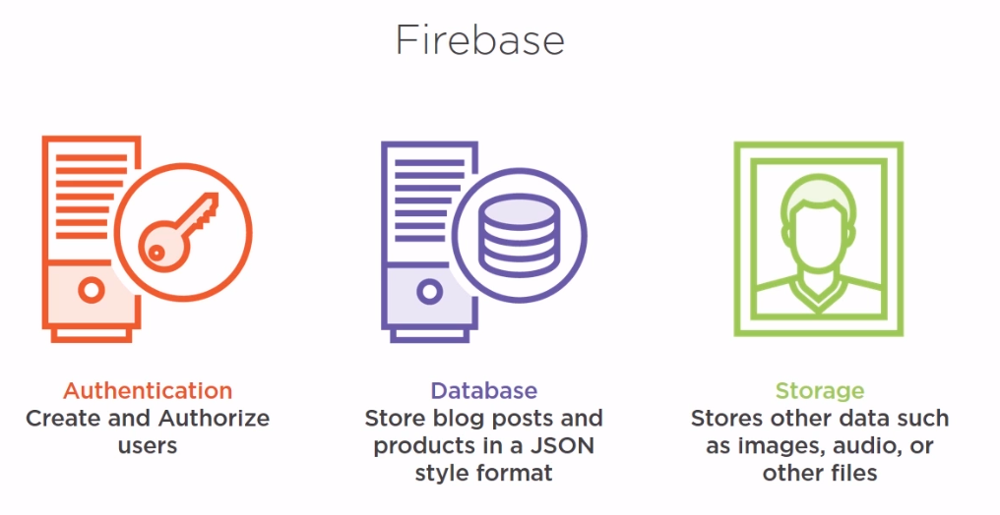 Firebase
Authentication
Create and Authorize
users
Database
Store blog posts and
products in a JSON
style format
Storage
Stores other data such
as images, audio, or
other files